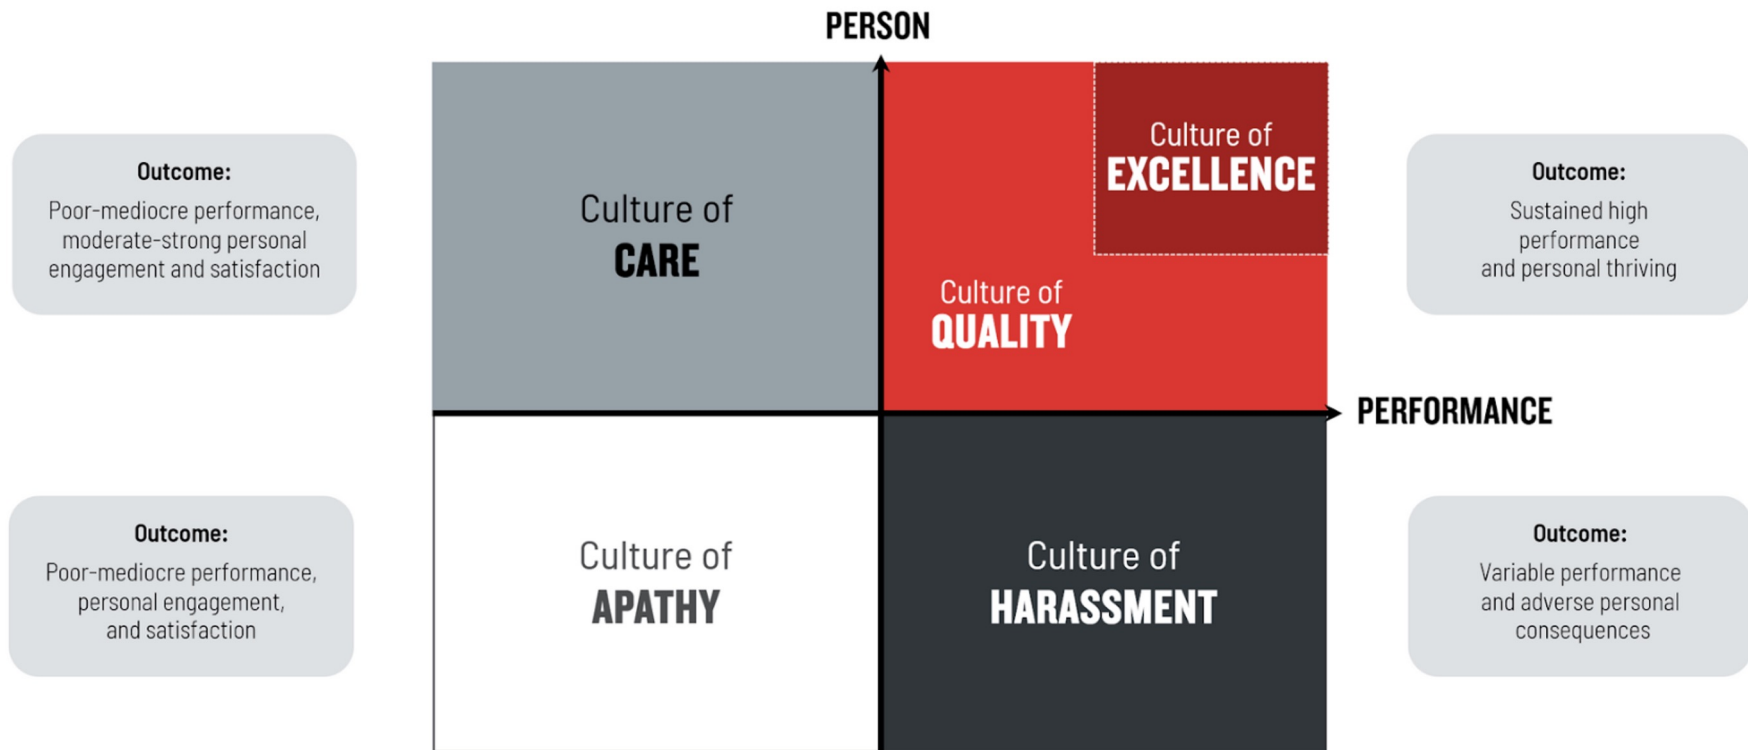 PERSON
Outcome:
Poor-mediocre performance,
moderate-strong personal
engagement and satisfaction
Culture of
CARE
Culture of
EXCELLENCE
Culture of
QUALITY
Outcome:
Sustained high
performance
and personal thriving
PERFORMANCE
Outcome:
Poor-mediocre performance,
personal engagement,
and satisfaction
Culture of
APATHY
Culture of
HARASSMENT
Outcome:
Variable performance
and adverse personal
consequences